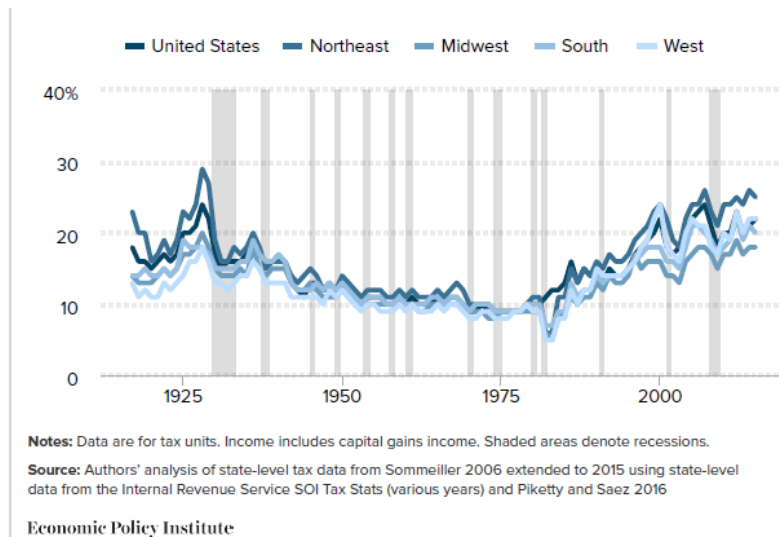 United States Northeast Midwest South West
40%
30
20
10
0
1925 1950 1975 2000
Notes: Data are for tax units. Income includes capital gains income. Shaded areas denote recessions.
Source: Authors' analysis of state-level tax data from Sommeiller 2006 extended to 2015 using state-level
data from the Internal Revenue Service SOI Tax Stats (various years) and Piketty and Saez 2016
Economic Policy Institute